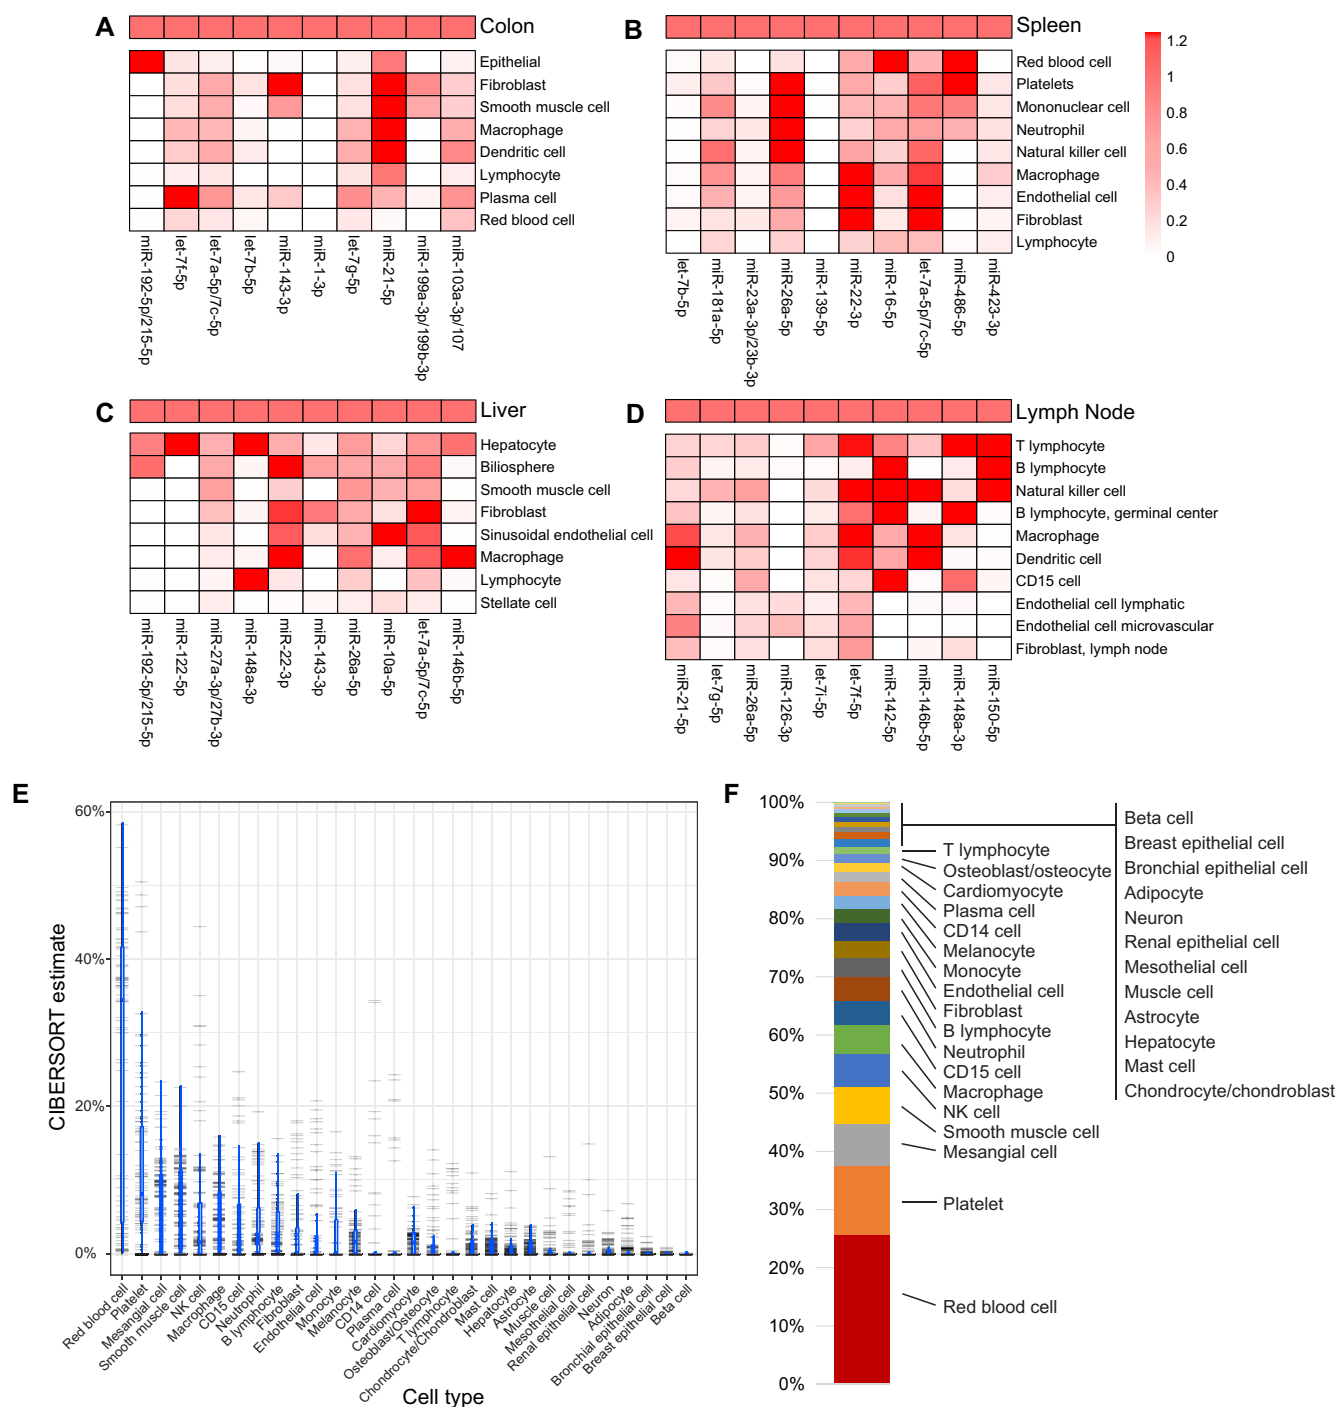 A
Colon
Epithelial
Fibroblast
Smooth muscle cell
Macrophage
Dendritic cell
Lymphocyte
Plasma cell
Red blood cell
miR-192-5p/215-5p
let-7f-5p
let-7a-5p/7c-5p
let-7b-5p
miR-143-3p
miR-1-3p
let-7g-5p
miR-21-5p
miR-199a-3p/199b-3p
miR-103a-3p/107
B
Spleen
Red blood cell
Platelets
Mononuclear cell
Neutrophil
Natural killer cell
Macrophage
Endothelial cell
Fibroblast
Lymphocyte
let-7b-5p
miR-181a-5p
miR-23a-3p/23b-3p
miR-26a-5p
miR-139-5p
miR-22-3p
miR-16-5p
let-7a-5p/7c-5p
miR-486-5p
miR-423-3p
1.2
1
0.8
0.6
0.4
0.2
0
C
Liver
Hepatocyte
Biliosphere
Smooth muscle cell
Fibroblast
Sinusoidal endothelial cell
Macrophage
Lymphocyte
Stellate cell
miR-192-5p/215-5p
miR-122-5p
miR-27a-3p/27b-3p
miR-148a-3p
miR-22-3p
miR-143-3p
miR-26a-5p
miR-10a-5p
let-7a-5p/7c-5p
miR-146b-5p
D
Lymph Node
T lymphocyte
B lymphocyte
Natural killer cell
B lymphocyte, germinal center
Macrophage
Dendritic cell
CD15 cell
Endothelial cell lymphatic
Endothelial cell microvascular
Fibroblast, lymph node
miR-21-5p
let-7g-5p
miR-26a-5p
miR-126-3p
let-7i-5p
let-7f-5p
miR-142-5p
miR-146b-5p
miR-148a-3p
miR-150-5p
E
60%
40%
20%
0%
CIBERSORT estimate
Red blood cell
Platelet
Mesangial cell
Smooth muscle cell
NK cell
Macrophage
CD15 cell
Neutrophil
B lymphocyte
Fibroblast
Endothelial cell
Monocyte
Melanocyte
CD14 cell
Plasma cell
Cardiomyocyte
Osteoblast/Osteocyte
T lymphocyte
Chondrocyte/Chondroblast
Mast cell
Hepatocyte
Astrocyte
Muscle cell
Mesothelial cell
Renal epithelial cell
Neuron
Adipocyte
Bronchial epithelial cell
Breast epithelial cell
Beta cell
Cell type
F
100%
90%
80%
70%
60%
50%
40%
30%
20%
10%
0%
T lymphocyte
Osteoblast/osteocyte
Cardiomyocyte
Plasma cell
CD14 cell
Melanocyte
Monocyte
Endothelial cell
Fibroblast
B lymphocyte
Neutrophil
CD15 cell
Macrophage
NK cell
Smooth muscle cell
Mesangial cell
Platelet
Red blood cell
Beta cell
Breast epithelial cell
Bronchial epithelial cell
Adipocyte
Neuron
Renal epithelial cell
Mesothelial cell
Muscle cell
Astrocyte
Hepatocyte
Mast cell
Chondrocyte/chondroblast